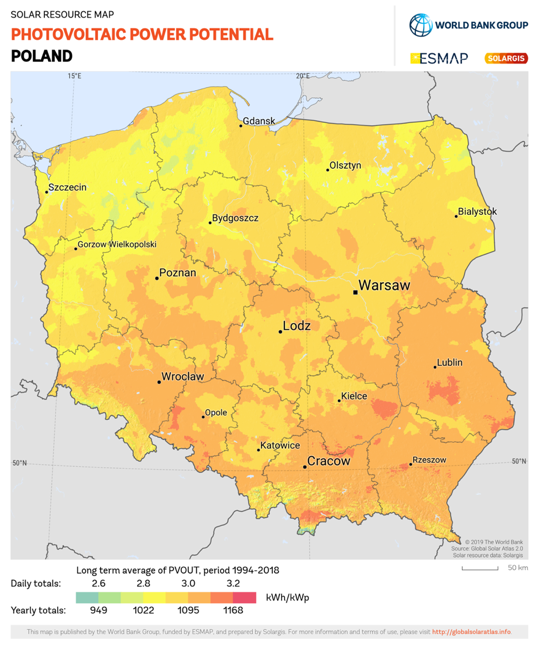 SOLAR RESOURCE MAP
PHOTOVOLTAIC POWER POTENTIAL
POLAND
WORLD BANK GROUP
ESMAP
SOLARGIS
15°E
20°E
Gdansk
Olsztyn
Szczecin
Bialystok
Bydgoszcz
Gorzow Wielkopolski
Poznan
Warsaw
Lodz
Lublin
Wroclaw
Kielce
Opole
Katowice
50°N
Cracow
Rzeszow
50°N
© 2019 The World Bank
Source: Global Solar Atlas 2.0
Solar resource data: Solargis
Long term average of PVOUT, period 1994-2018
50 km
Daily totals: 2.6 2.8 3.0 3.2
kWh/kWp
Yearly totals: 949 1022 1095 1168
This map is published by the World Bank Group, funded by ESMAP, and prepared by Solargis. For more information and terms of use, please visit http://globalsolaratlas.info